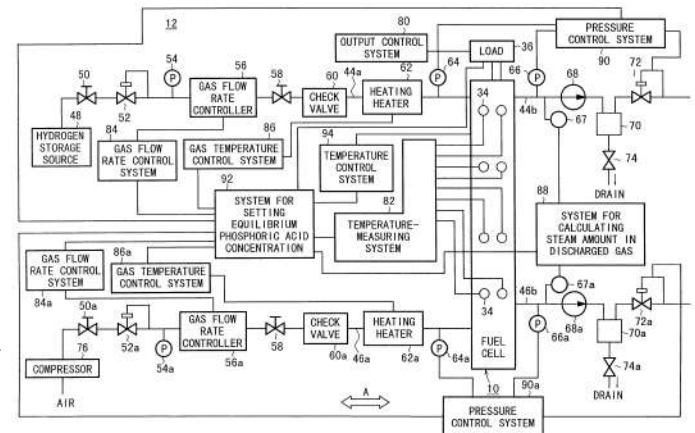 12
80
OUTPUT CONTROL SYSTEM
LOAD
36
PRESSURE CONTROL SYSTEM
90
50
54
P
56
GAS FLOW RATE CONTROLLER
58
60
CHECK VALVE
44a
62
HEATING HEATER
P
64
66
P
68
72
52
44b
48
HYDROGEN STORAGE SOURCE
84
GAS FLOW RATE CONTROL SYSTEM
86
GAS TEMPERATURE CONTROL SYSTEM
94
TEMPERATURE CONTROL SYSTEM
34
67
70
74
DRAIN
92
SYSTEM FOR SETTING EQUILIBRIUM PHOSPHORIC ACID CONCENTRATION
82
TEMPERATURE-MEASURING SYSTEM
88
SYSTEM FOR CALCULATING STEAM AMOUNT IN DISCHARGED GAS
GAS FLOW RATE CONTROL SYSTEM
84a
86a
GAS TEMPERATURE CONTROL SYSTEM
50a
52a
P
54a
GAS FLOW RATE CONTROLLER
56a
58
CHECK VALVE
60a
46a
HEATING HEATER
62a
P
64a
34
FUEL CELL
10
46b
67a
P
66a
68a
70a
72a
74a
DRAIN
76
COMPRESSOR
AIR
A
90a
PRESSURE CONTROL SYSTEM